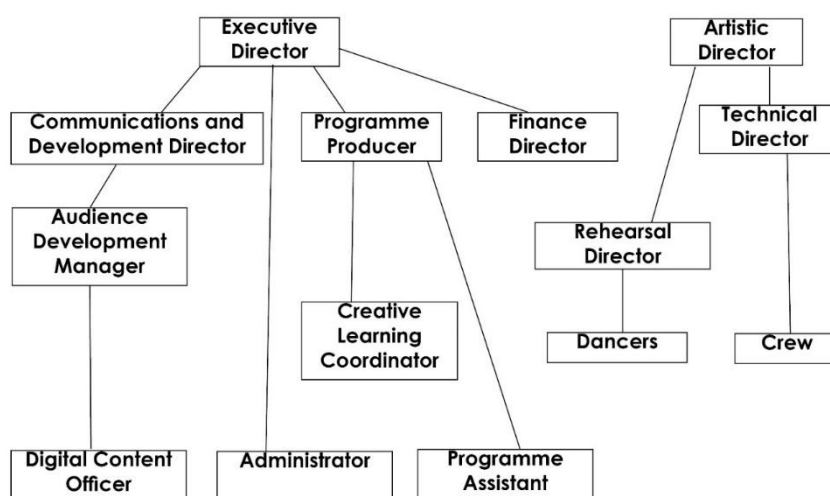 Executive
Director
Artistic
Director
Communications and
Development Director
Programme
Producer
Finance
Director
Technical
Director
Audience
Development
Manager
Rehearsal
Director
Creative
Learning
Coordinator
Dancers
Crew
Digital Content
Officer
Administrator
Programme
Assistant